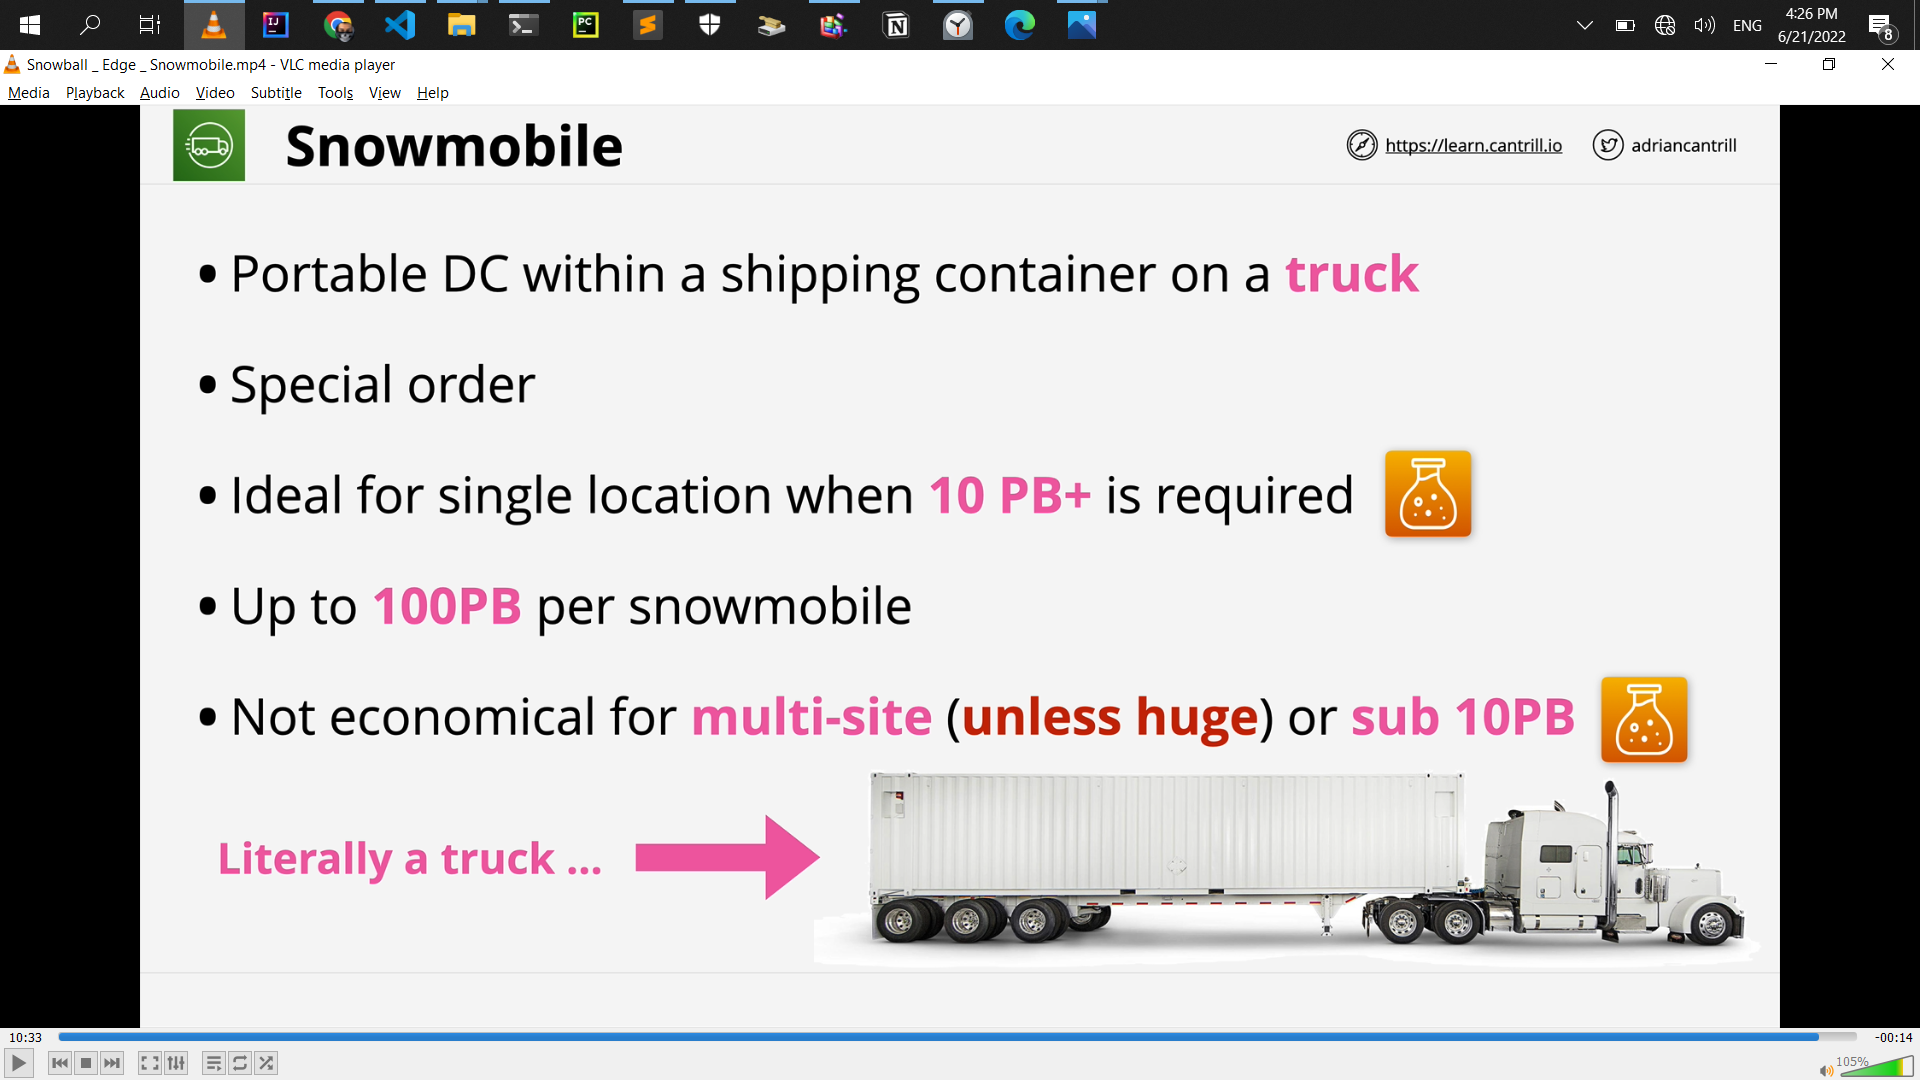 ENG
4:26 PM
6/21/2022
8
Snowball _ Edge _ Snowmobile.mp4 - VLC media player
Media Playback Audio Video Subtitle Tools View Help
Snowmobile
https://learn.cantrill.io adriancantrill
• Portable DC within a shipping container on a truck
• Special order
• Ideal for single location when 10 PB+ is required
• Up to 100PB per snowmobile
• Not economical for multi-site (unless huge) or sub 10PB
Literally a truck ...
10:33
-00:14
105%